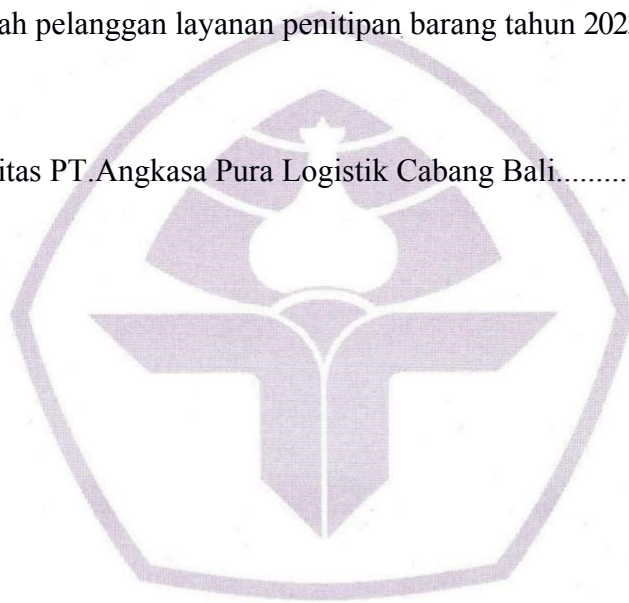 ah pelanggan layanan penitipan barang tahun 202
itas PT.Angkasa Pura Logistik Cabang Bali.........